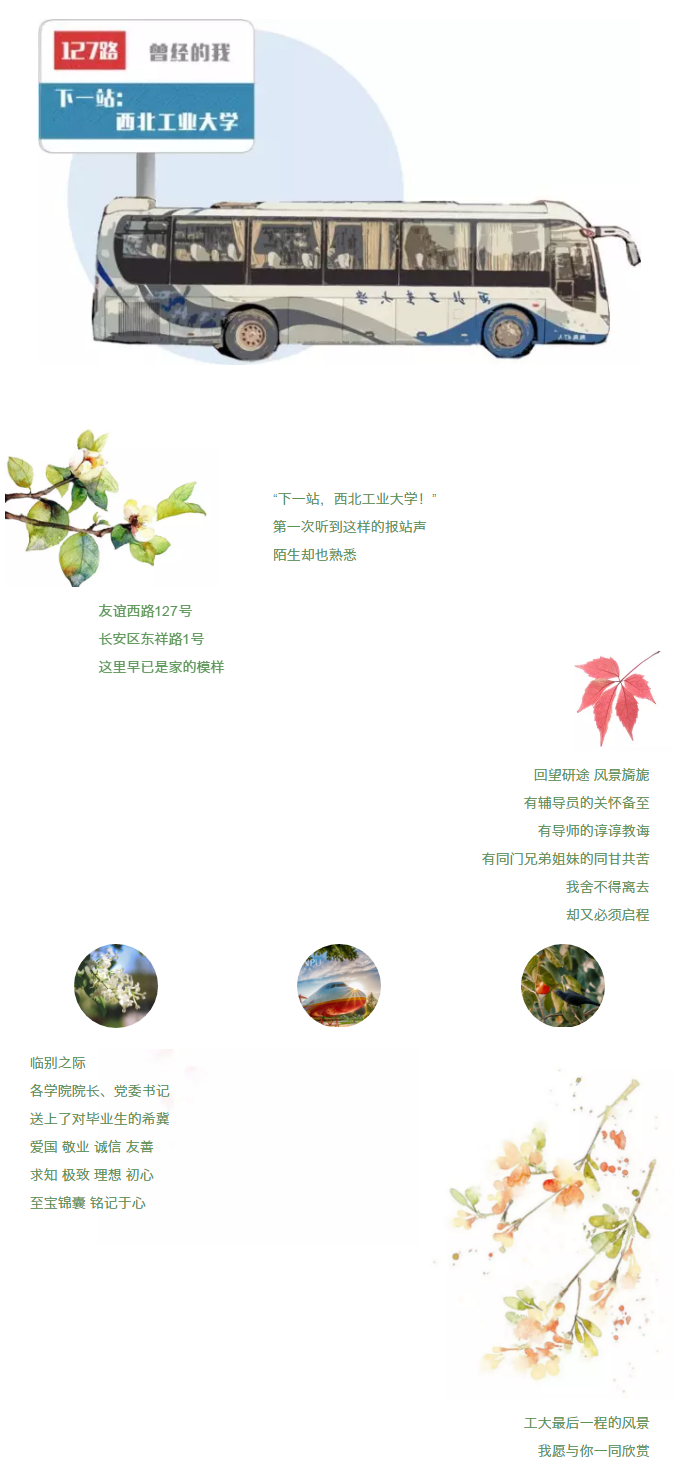 127路 曾经的我
下一站：
西北工业大学
西北工业大学
“下一站，西北工业大学！”
第一次听到这样的报站声
陌生却也熟悉
友谊西路127号
长安区东祥路1号
这里早已是家的模样
回望研途 风景旖旎
有辅导员的关怀备至
有导师的谆谆教诲
有同门兄弟姐妹的同甘共苦
我舍不得离去
却又必须启程
临别之际
各学院院长、党委书记
送上了对毕业生的希冀
爱国 敬业 诚信 友善
求知 极致 理想 初心
至宝锦囊 铭记于心
工大最后一程的风景
我愿与你一同欣赏